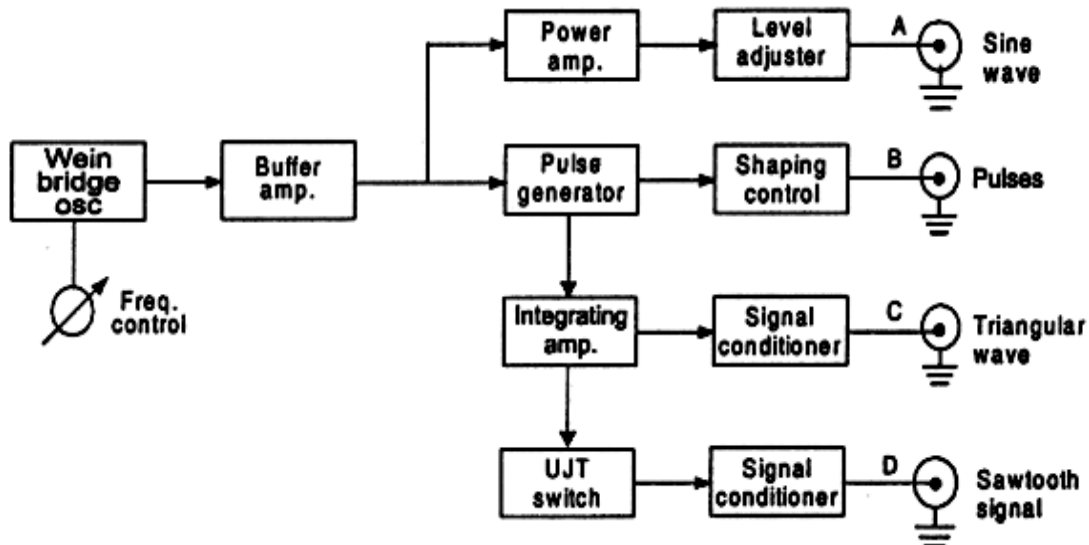 Power
amp.
Level
adjuster
A
Sine
wave
Wein
bridge
osc
Buffer
amp.
Pulse
generator
Shaping
control
B
Pulses
Freq.
control
Integrating
amp.
Signal
conditioner
C
Triangular
wave
UJT
switch
Signal
conditioner
D
Sawtooth
signal